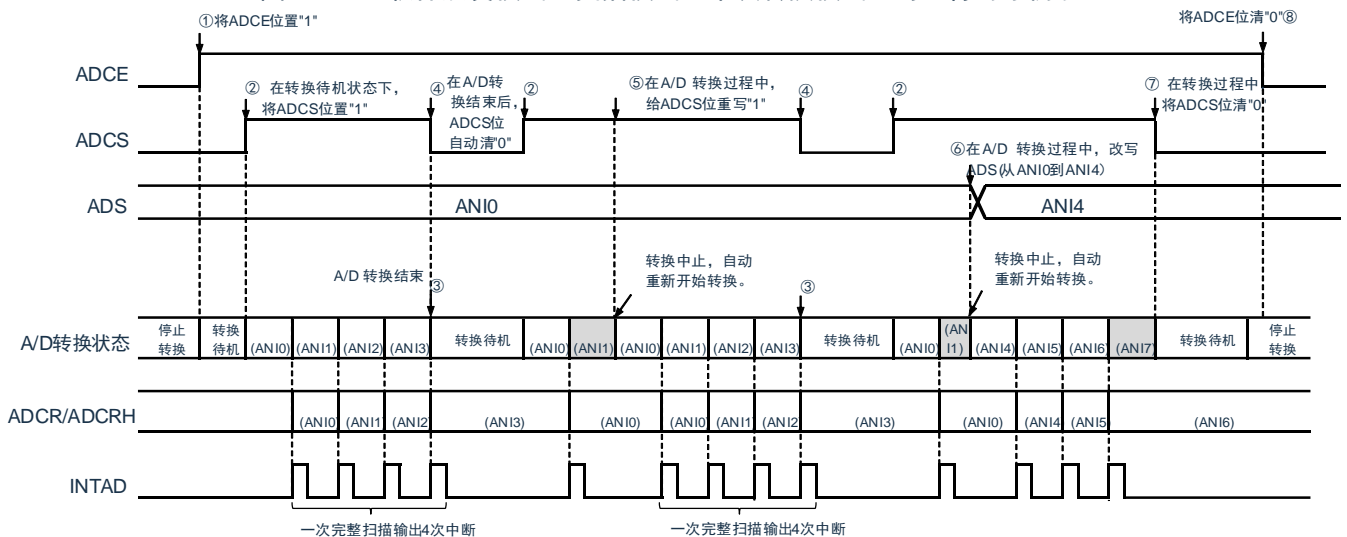 ①将ADCE位置"1"
将ADCE位清"0"⑧
ADCE
② 在转换待机状态下，
将ADCS位置"1"
④在A/D转
换结束后，
ADCS位
自动清"0"
②
⑤在A/D 转换过程中，
给ADCS位重写"1"
④
②
⑦ 在转换过程中
将ADCS位清"0"
ADCS
⑥在A/D 转换过程中，改写
ADS(从ANI0到ANI4)
ADS
ANI0
ANI4
A/D 转换结束
③
转换中止，自动
重新开始转换。
③
转换中止，自动
重新开始转换。
A/D转换状态
停止
转换
转换
待机
(ANI0)
(ANI1)
(ANI2)
(ANI3)
转换待机
(ANI0)
(ANI1)
(ANI0)
(ANI1)
(ANI2)
(ANI3)
转换待机
(ANI0)
(AN
I1)
(ANI4)
(ANI5)
(ANI6)
(ANI7)
转换待机
停止
转换
ADCR/ADCRH
(ANI0
(ANI1
(ANI2)
(ANI3)
(ANI0)
(ANI0)
(ANI1
(ANI2
(ANI3)
(ANI0)
(ANI4
(ANI5
(ANI6)
INTAD
一次完整扫描输出4次中断
一次完整扫描输出4次中断